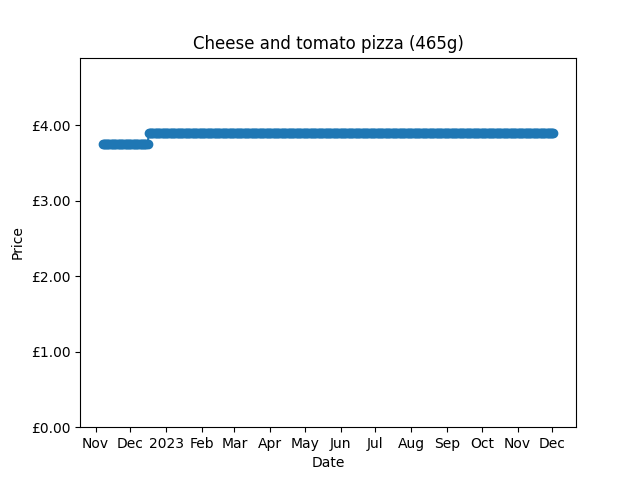 Cheese and tomato pizza (465g)
£4.00
£3.00
£2.00
£1.00
£0.00
Price
Nov Dec 2023 Feb Mar Apr May Jun Jul Aug Sep Oct Nov Dec
Date